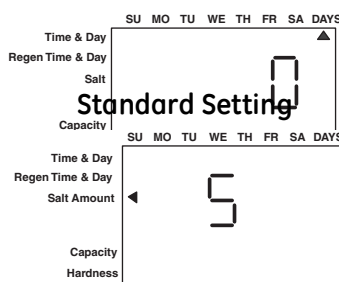 SU MO TU WE TH FR SA DAYS
Time & Day
Regen Time & Day
0
Salt
Standard Setting
Capacity
SU MO TU WE TH FR SA DAYS
Time & Day
Regen Time & Day
Salt Amount
5
Capacity
Hardness